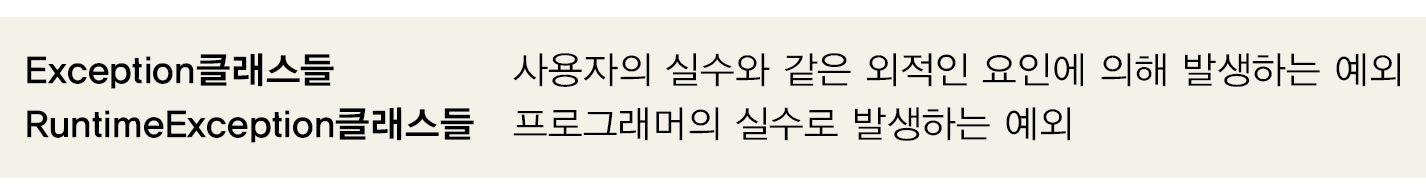 Exception클래스들 사용자의 실수와 같은 외적인 요인에 의해 발생하는 예외
RuntimeException클래스들 프로그래머의 실수로 발생하는 예외